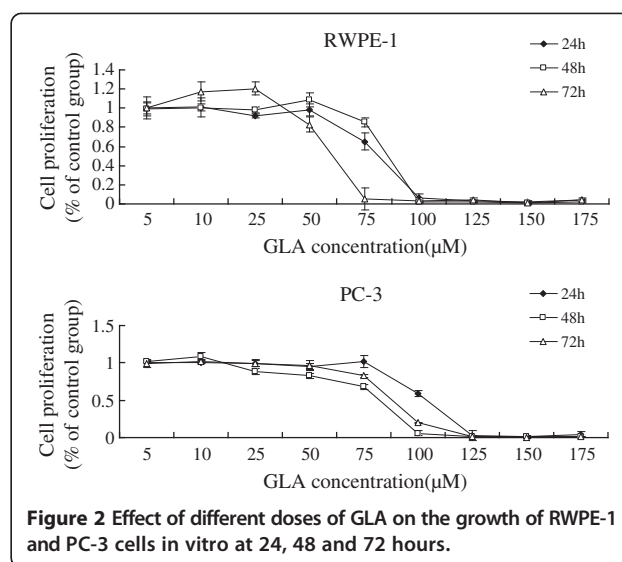 RWPE-1
24h
48h
72h
Cell proliferation
(% of control group)
1.4
1.2
1
0.8
0.6
0.4
0.2
0
5 10 25 50 75 100 125 150 175
GLA concentration(μM)
PC-3
24h
48h
72h
Cell proliferation
(% of control group)
1.5
1
0.5
0
5 10 25 50 75 100 125 150 175
GLA concentration(μM)
Figure 2 Effect of different doses of GLA on the growth of RWPE-1
and PC-3 cells in vitro at 24, 48 and 72 hours.